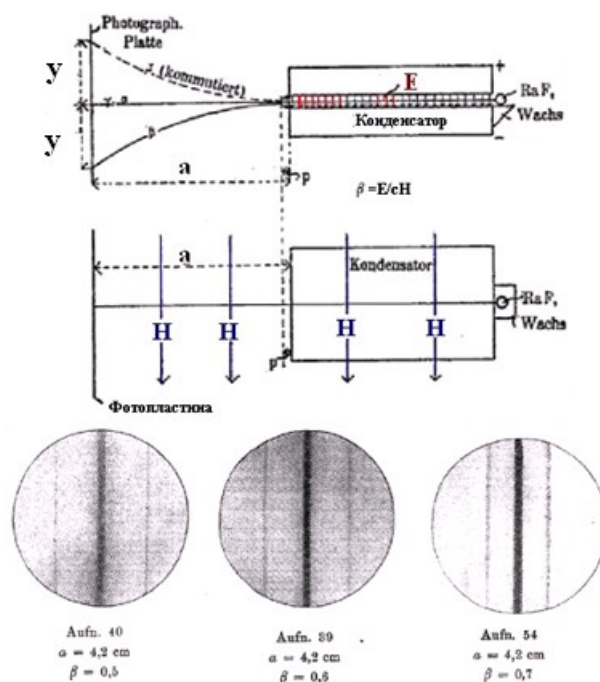 Photograph.
Platte
y
y
(kommutiert)
γ
β
a
p
+
E
Конденсатор
RaF,
Wachs
−
β =E/cH
a
Kondensator
H
H
H
H
RaF,
Wachs
p
Фотопластина
Aufn. 40
a = 4,2 cm
β = 0,5
Aufn. 39
a = 4,2 cm
β = 0,6
Aufn. 54
a = 4,2 cm
β = 0,7